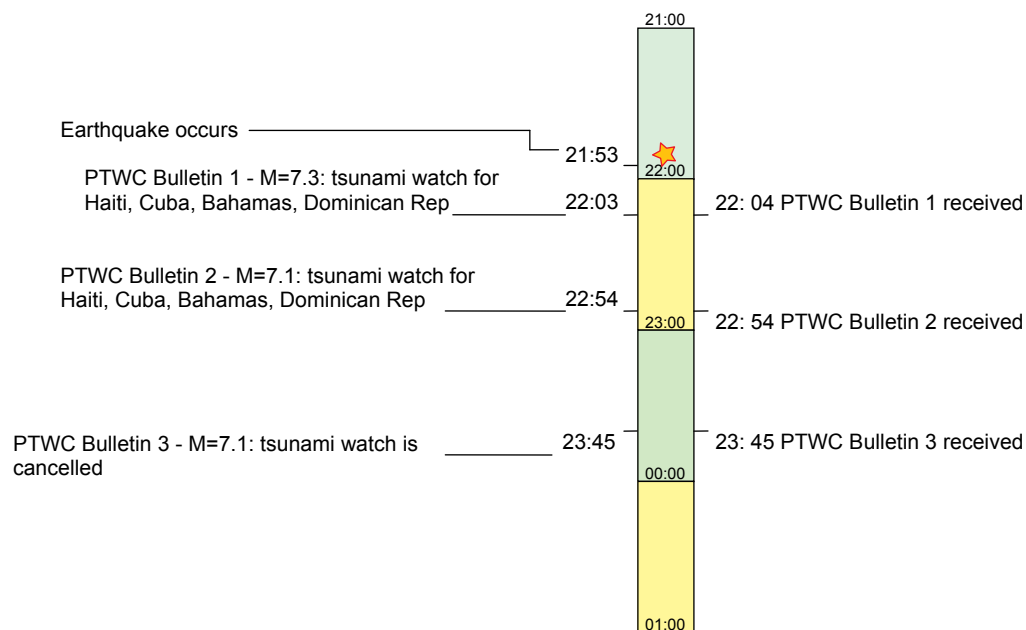 21:00
Earthquake occurs
21:53
22:00
PTWC Bulletin 1 - M=7.3: tsunami watch for
Haiti, Cuba, Bahamas, Dominican Rep
22:03
22: 04 PTWC Bulletin 1 received
PTWC Bulletin 2 - M=7.1: tsunami watch for
Haiti, Cuba, Bahamas, Dominican Rep
22:54
23:00
22: 54 PTWC Bulletin 2 received
PTWC Bulletin 3 - M=7.1: tsunami watch is
cancelled
23:45
23: 45 PTWC Bulletin 3 received
00:00
01:00